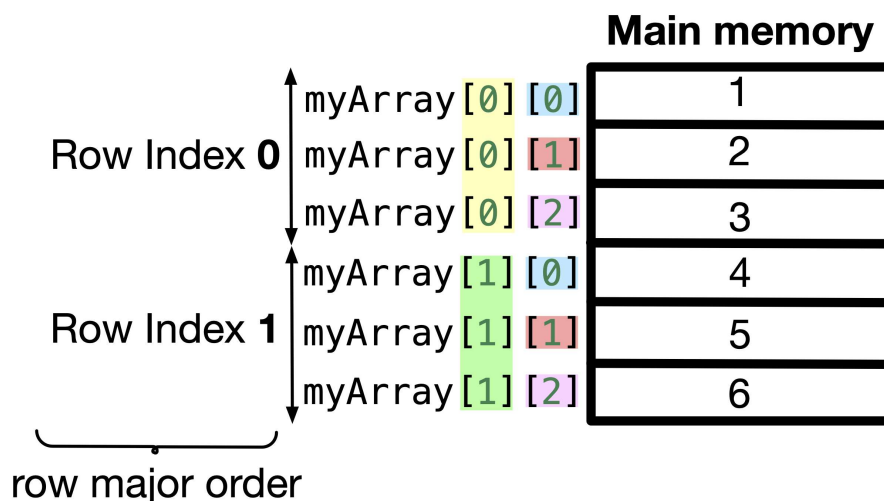 Main memory
myArray[0][0] 1
Row Index 0 myArray[0][1] 2
myArray[0][2] 3
myArray[1][0] 4
Row Index 1 myArray[1][1] 5
myArray[1][2] 6
row major order